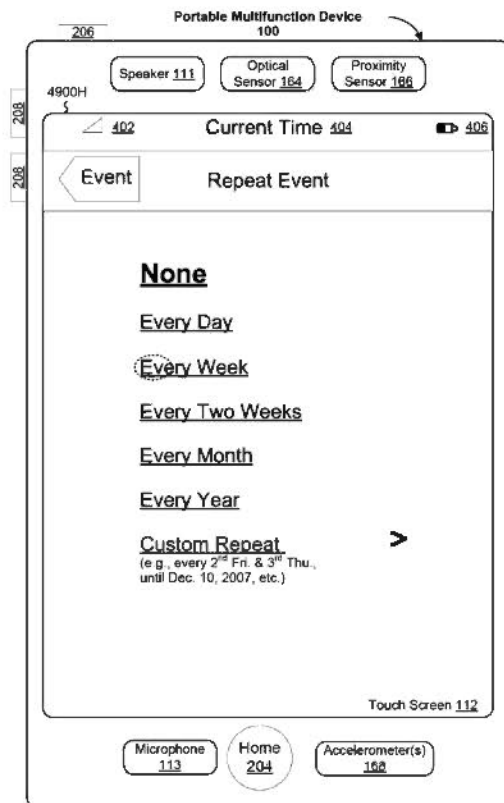 Portable Multifunction Device
100
206
Speaker 111
Optical
Sensor 164
Proximity
Sensor 166
4900H
208
402
Current Time 404
406
208
Event
Repeat Event
None
Every Day
Every Week
Every Two Weeks
Every Month
Every Year
Custom Repeat >
(e.g., every 2nd Fri. & 3rd Thu.,
until Dec. 10, 2007, etc.)
Touch Screen 112
Microphone
113
Home
204
Accelerometer(s)
168